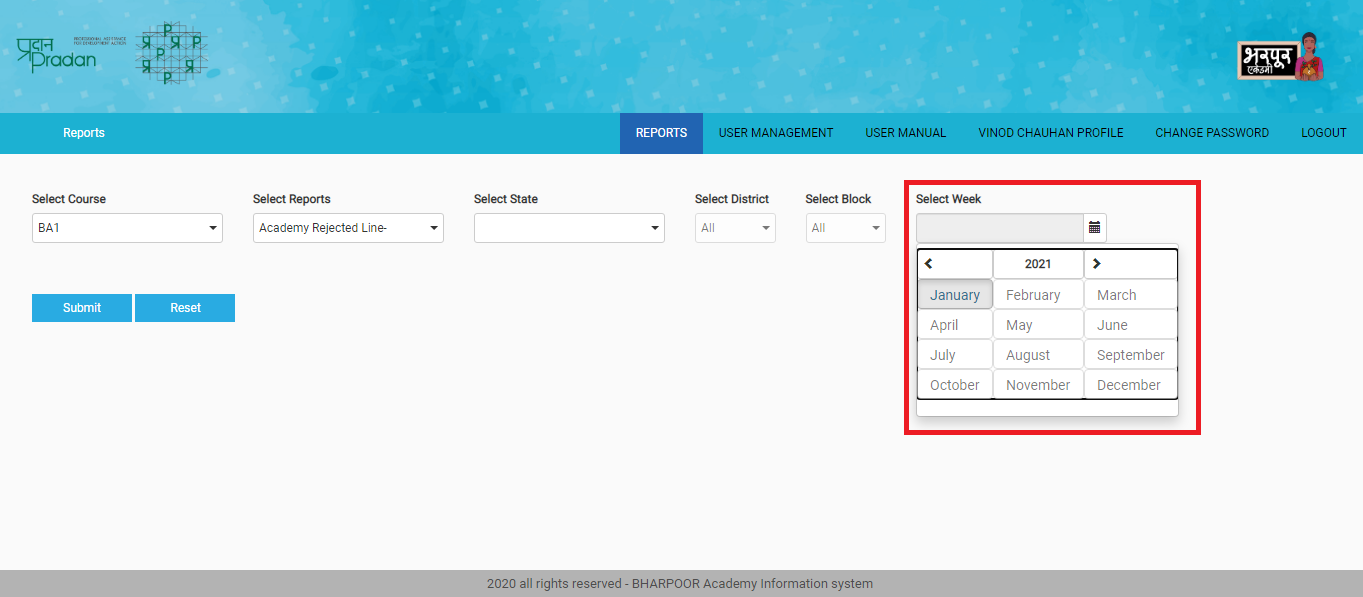 प्रदान
Pradan
PROFESSIONAL ASSISTANCE
FOR DEVELOPMENT ACTION
P
प्र P प्र P
प्र P प्र
P
भरपूर
एकेडमी
Reports
REPORTS
USER MANAGEMENT
USER MANUAL
VINOD CHAUHAN PROFILE
CHANGE PASSWORD
LOGOUT
Select Course
Select Reports
Select State
Select District
Select Block
Select Week
BA1
Academy Rejected Line-
All
All
2021
January February March
April May June
July August September
October November December
Submit
Reset
2020 all rights reserved - BHARPOOR Academy Information system